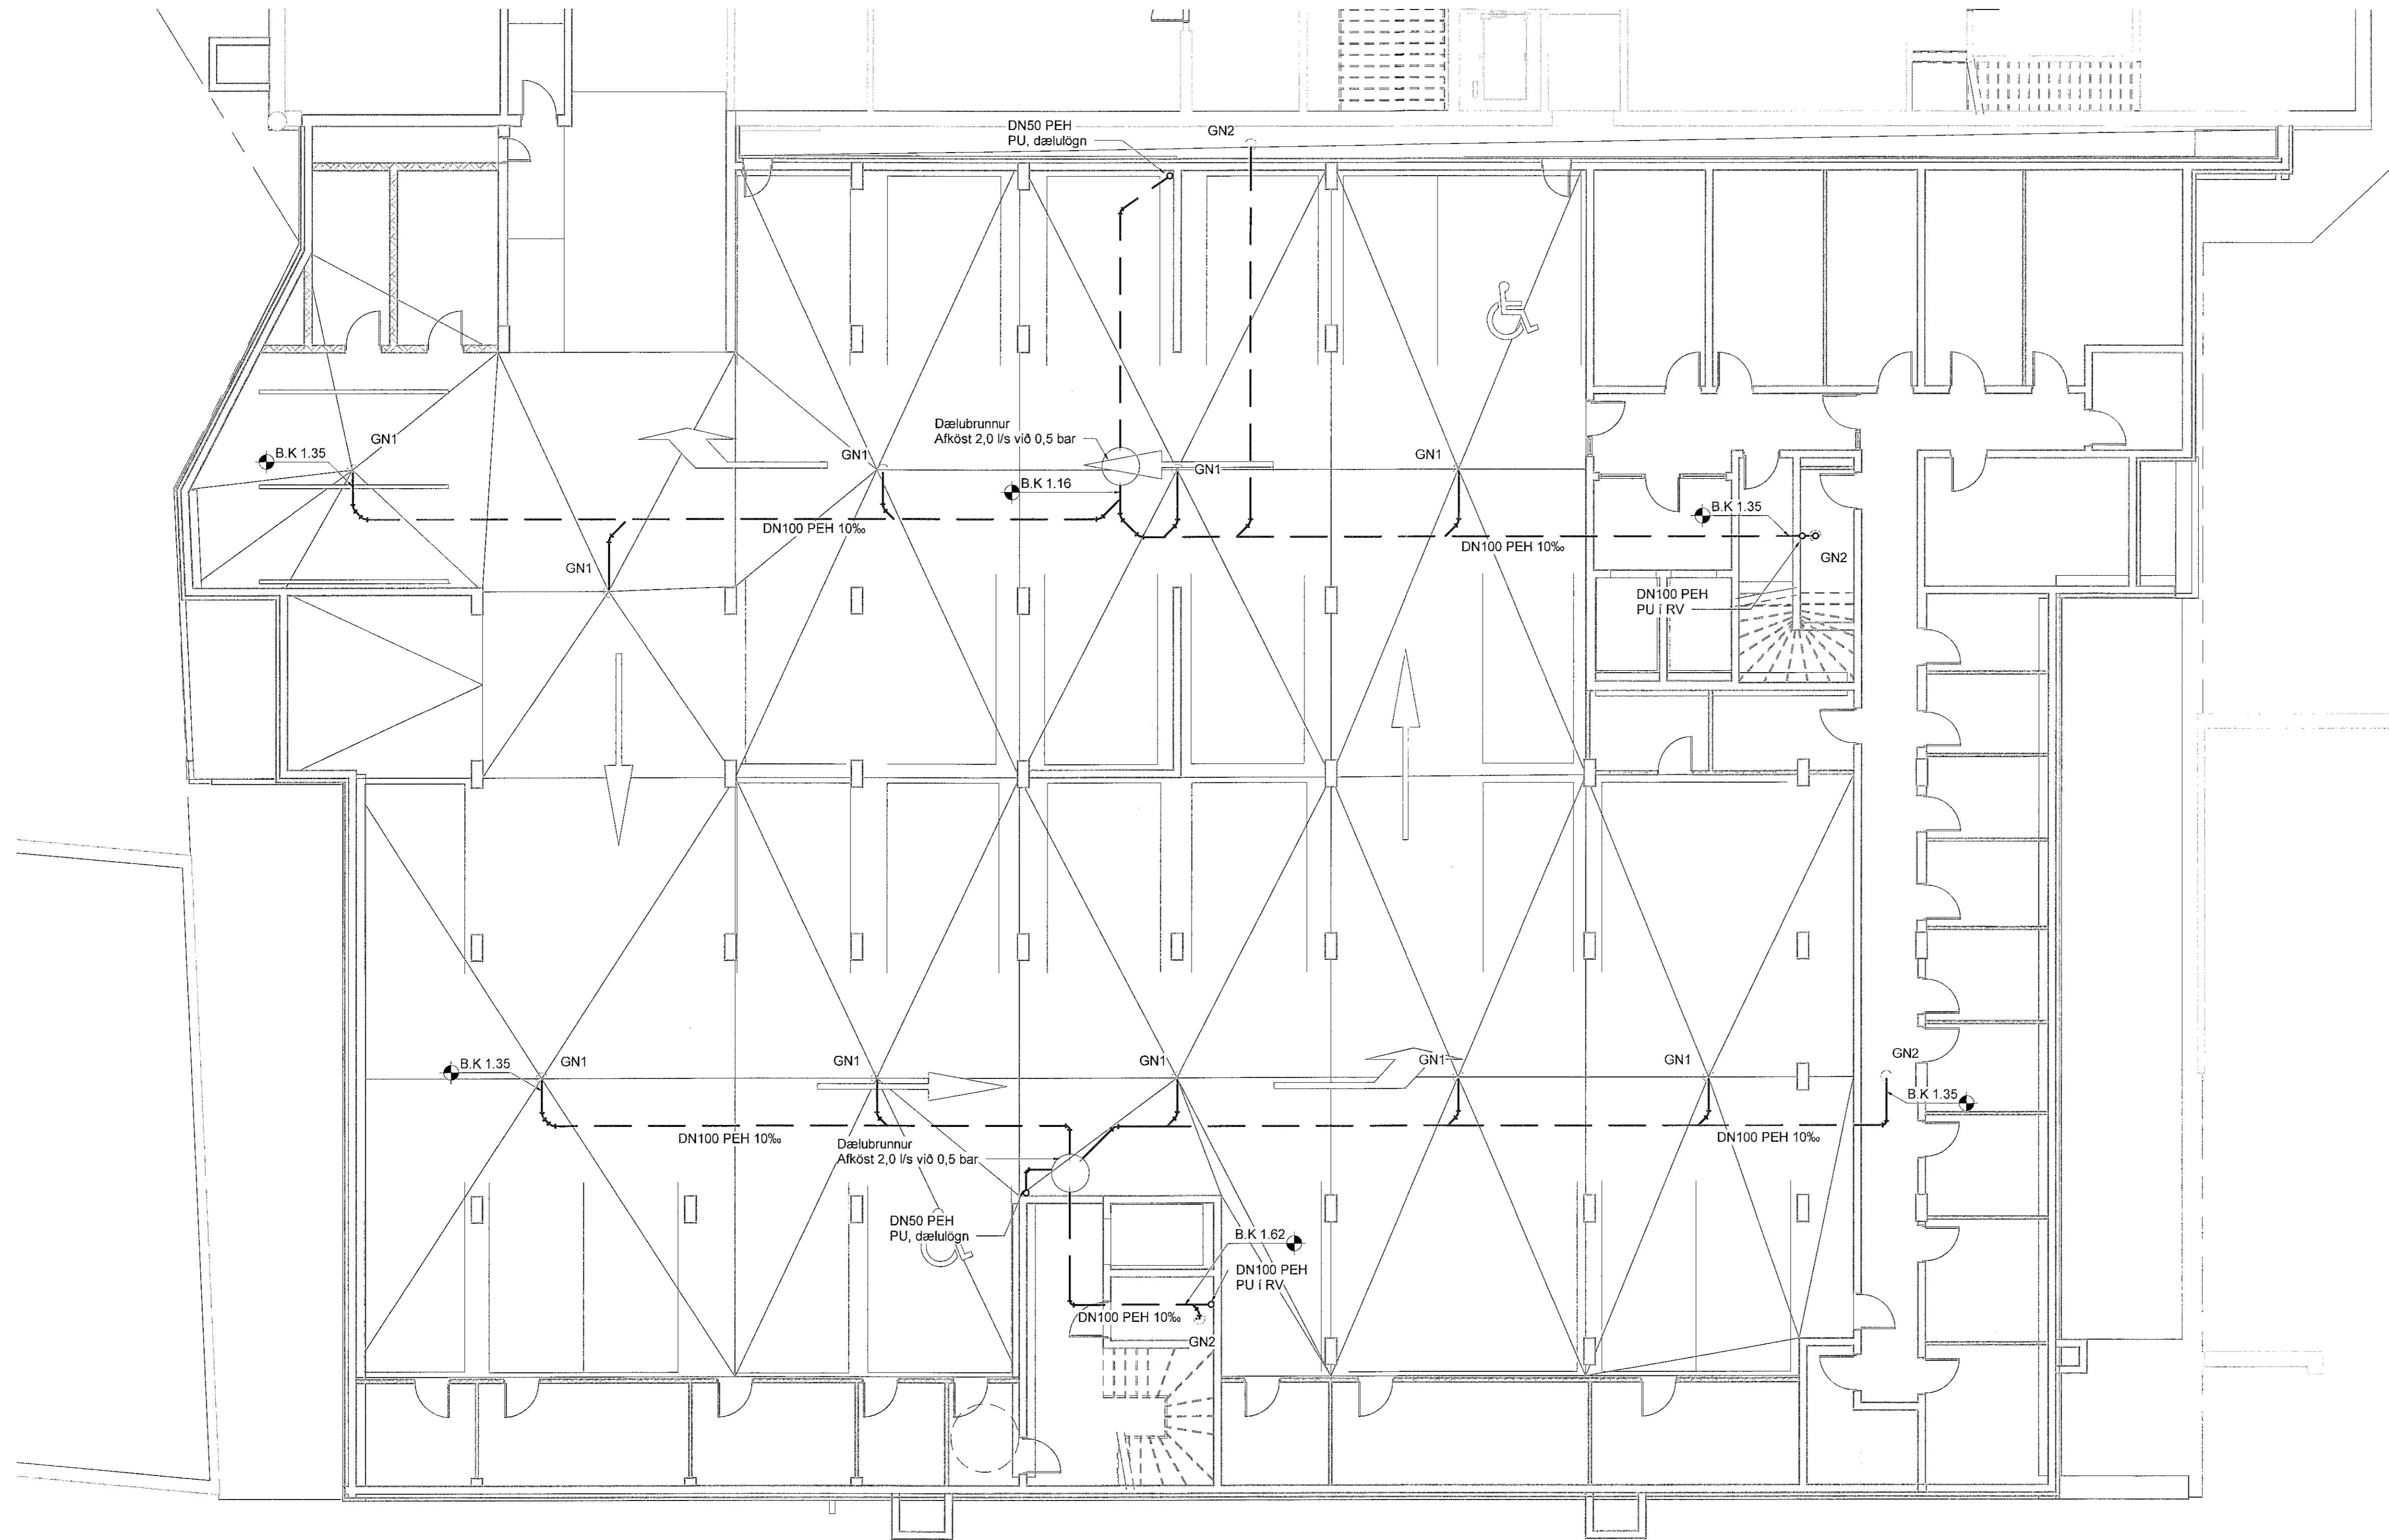 DN50 PEH
PU, dælulögn
GN2
GN1
B.K 1.35
Dælubrunnur
Afköst 2,0 l/s við 0,5 bar
GN1
GN1
GN1
B.K 1.16
B.K 1.35
DN100 PEH 10‰
DN100 PEH 10‰
GN2
GN1
DN100 PEH
PU í RV
B.K 1.35
GN1
GN1
GN1
GN1
GN1
GN2
B.K 1.35
DN100 PEH 10‰
DN100 PEH 10‰
Dælubrunnur
Afköst 2,0 l/s við 0,5 bar
DN50 PEH
PU, dælulögn
B.K 1.62
DN100 PEH
PU í RV
DN100 PEH 10‰
GN2